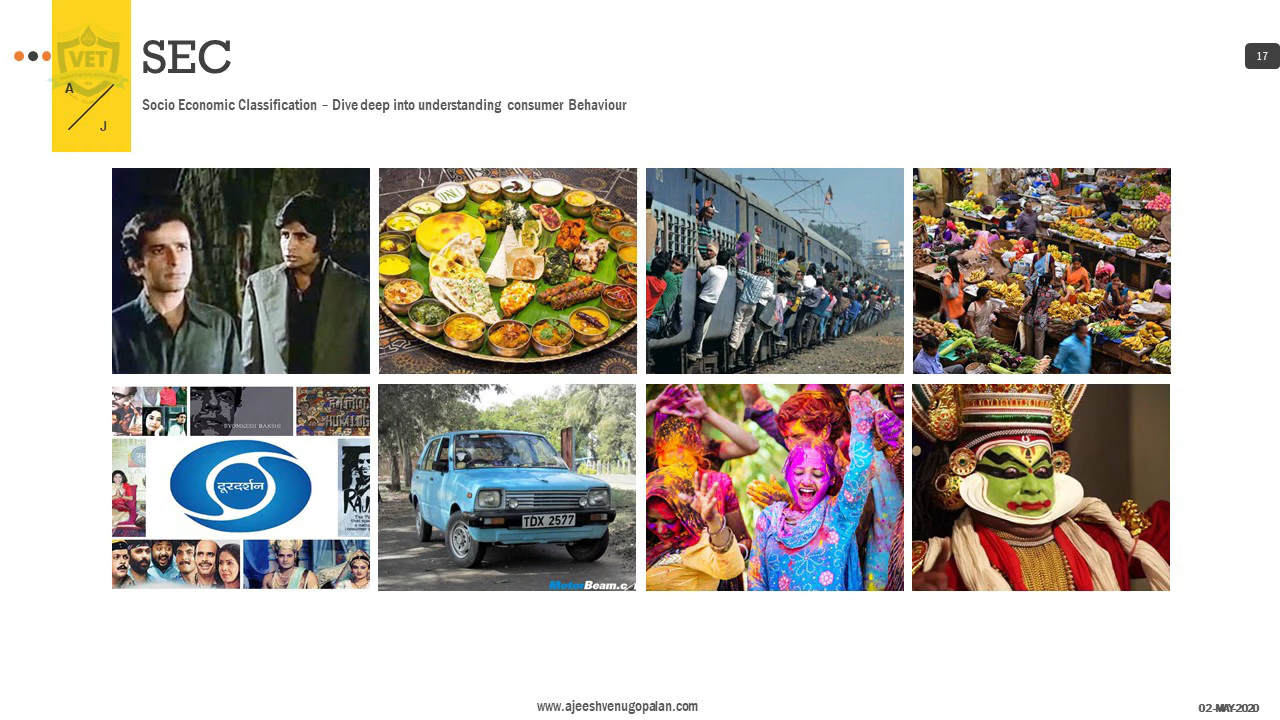 VET
A
J
SEC
17
Socio Economic Classification – Dive deep into understanding consumer Behaviour
BYOMKESH BAKSHI
दूरदर्शन
TDX 2577
MotorBeam.c
www.ajeeshvenugopalan.com
02-MAY-2020